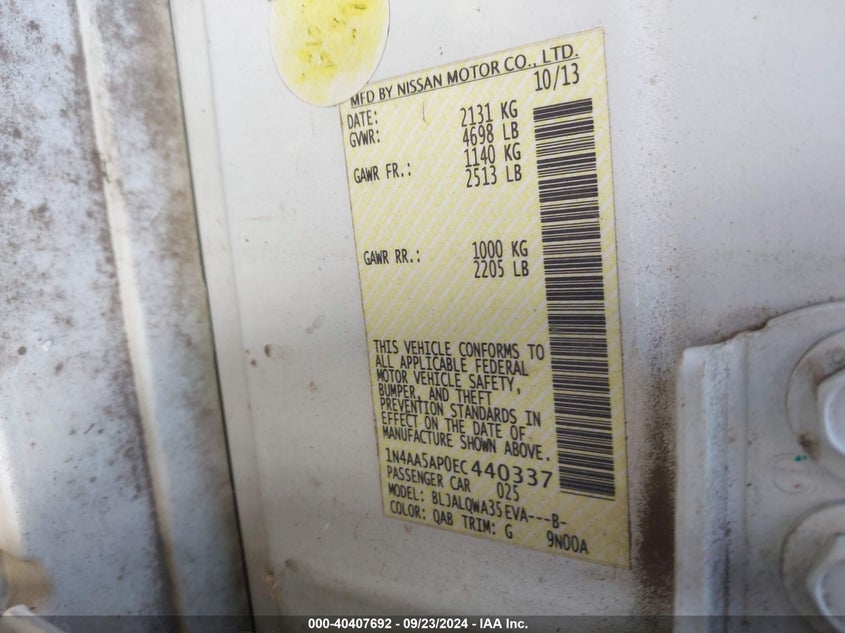 MFD BY NISSAN MOTOR CO., LTD.
DATE: 10/13
GVWR: 2131 KG
4698 LB
GAWR FR.: 1140 KG
2513 LB
GAWR RR.: 1000 KG
2205 LB
THIS VEHICLE CONFORMS TO
ALL APPLICABLE FEDERAL
MOTOR VEHICLE SAFETY,
BUMPER, AND THEFT
PREVENTION STANDARDS IN
EFFECT ON THE DATE OF
MANUFACTURE SHOWN ABOVE.
1N4AA5AP0EC440337
PASSENGER CAR 025
MODEL: BLJALQWA35EVA---B-
COLOR: QAB TRIM: G 9N00A
000-40407692 - 09/23/2024 - IAA Inc.